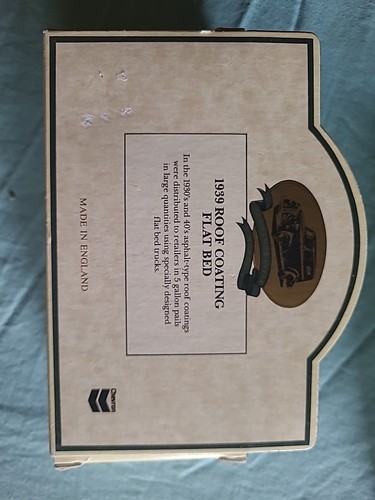 1939 ROOF COATING
FLAT BED
In the 1930's and 40's asphalt-type roof coatings
were distributed to retailers in 5 gallon pails
in large quantities using specially designed
flat bed trucks.
MADE IN ENGLAND
Chevron